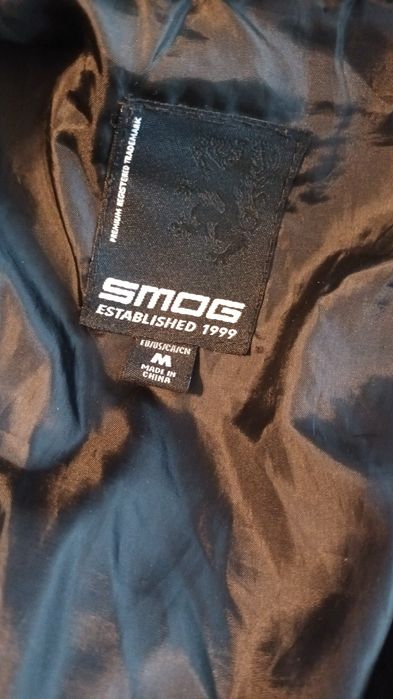 PREMIUM REGISTERED TRADEMARK
SMOG
ESTABLISHED 1999
EU/US/CA/CN
M
MADE IN
CHINA